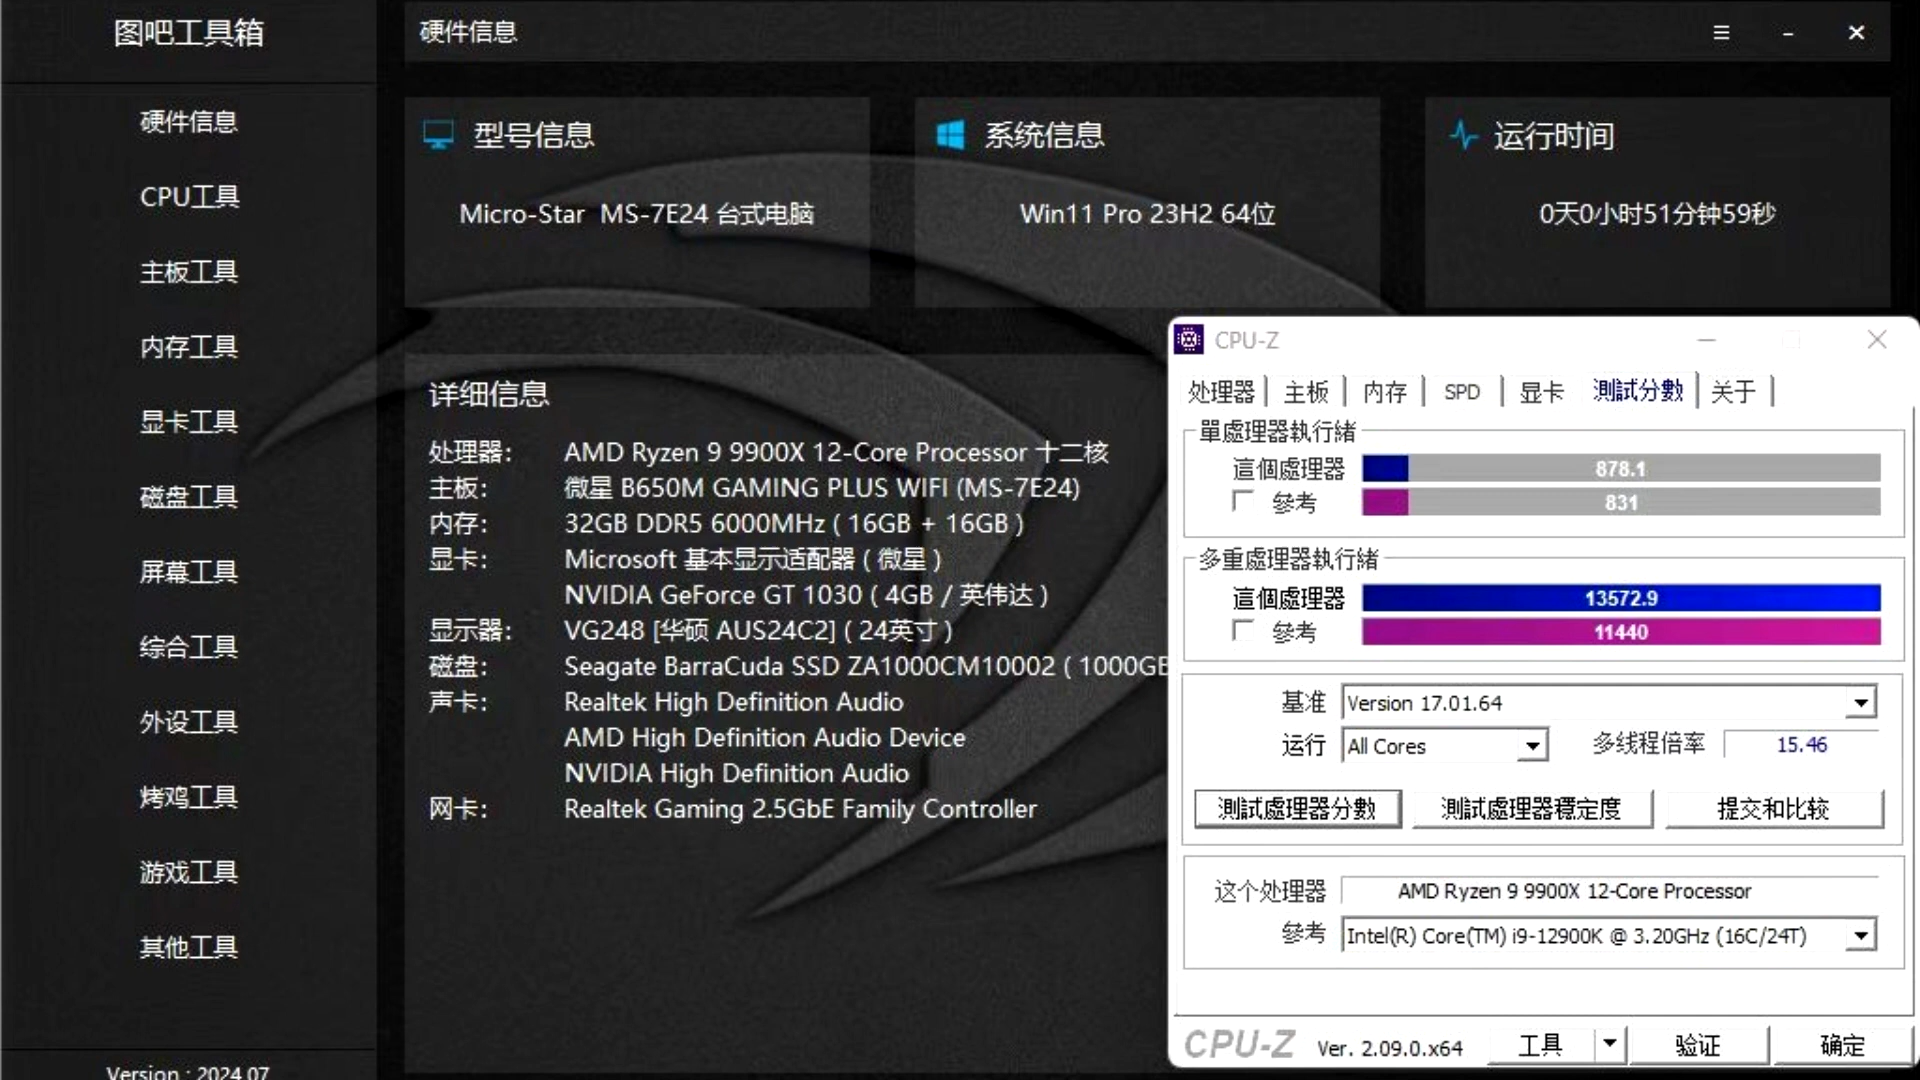 图吧工具箱
硬件信息
CPU工具
主板工具
内存工具
显卡工具
磁盘工具
屏幕工具
综合工具
外设工具
烤鸡工具
游戏工具
其他工具
Version : 2024.07
硬件信息
型号信息
Micro-Star MS-7E24 台式电脑
系统信息
Win11 Pro 23H2 64位
运行时间
0天0小时51分钟59秒
详细信息
处理器: AMD Ryzen 9 9900X 12-Core Processor 十二核
主板: 微星 B650M GAMING PLUS WIFI (MS-7E24)
内存: 32GB DDR5 6000MHz ( 16GB + 16GB )
显卡: Microsoft 基本显示适配器 ( 微星 )
NVIDIA GeForce GT 1030 ( 4GB / 英伟达 )
显示器: VG248 [华硕 AUS24C2] ( 24英寸 )
磁盘: Seagate BarraCuda SSD ZA1000CM10002 ( 1000GB
声卡: Realtek High Definition Audio
AMD High Definition Audio Device
NVIDIA High Definition Audio
网卡: Realtek Gaming 2.5GbE Family Controller
CPU-Z
处理器 主板 内存 SPD 显卡 測試分數 关于
單處理器執行緒
這個處理器 878.1
參考 831
多重處理器執行緒
這個處理器 13572.9
參考 11440
基准 Version 17.01.64
运行 All Cores 多线程倍率 15.46
測試處理器分數 測試處理器穩定度 提交和比较
这个处理器 AMD Ryzen 9 9900X 12-Core Processor
參考 Intel(R) Core(TM) i9-12900K @ 3.20GHz (16C/24T)
CPU-Z Ver. 2.09.0.x64 工具 验证 确定